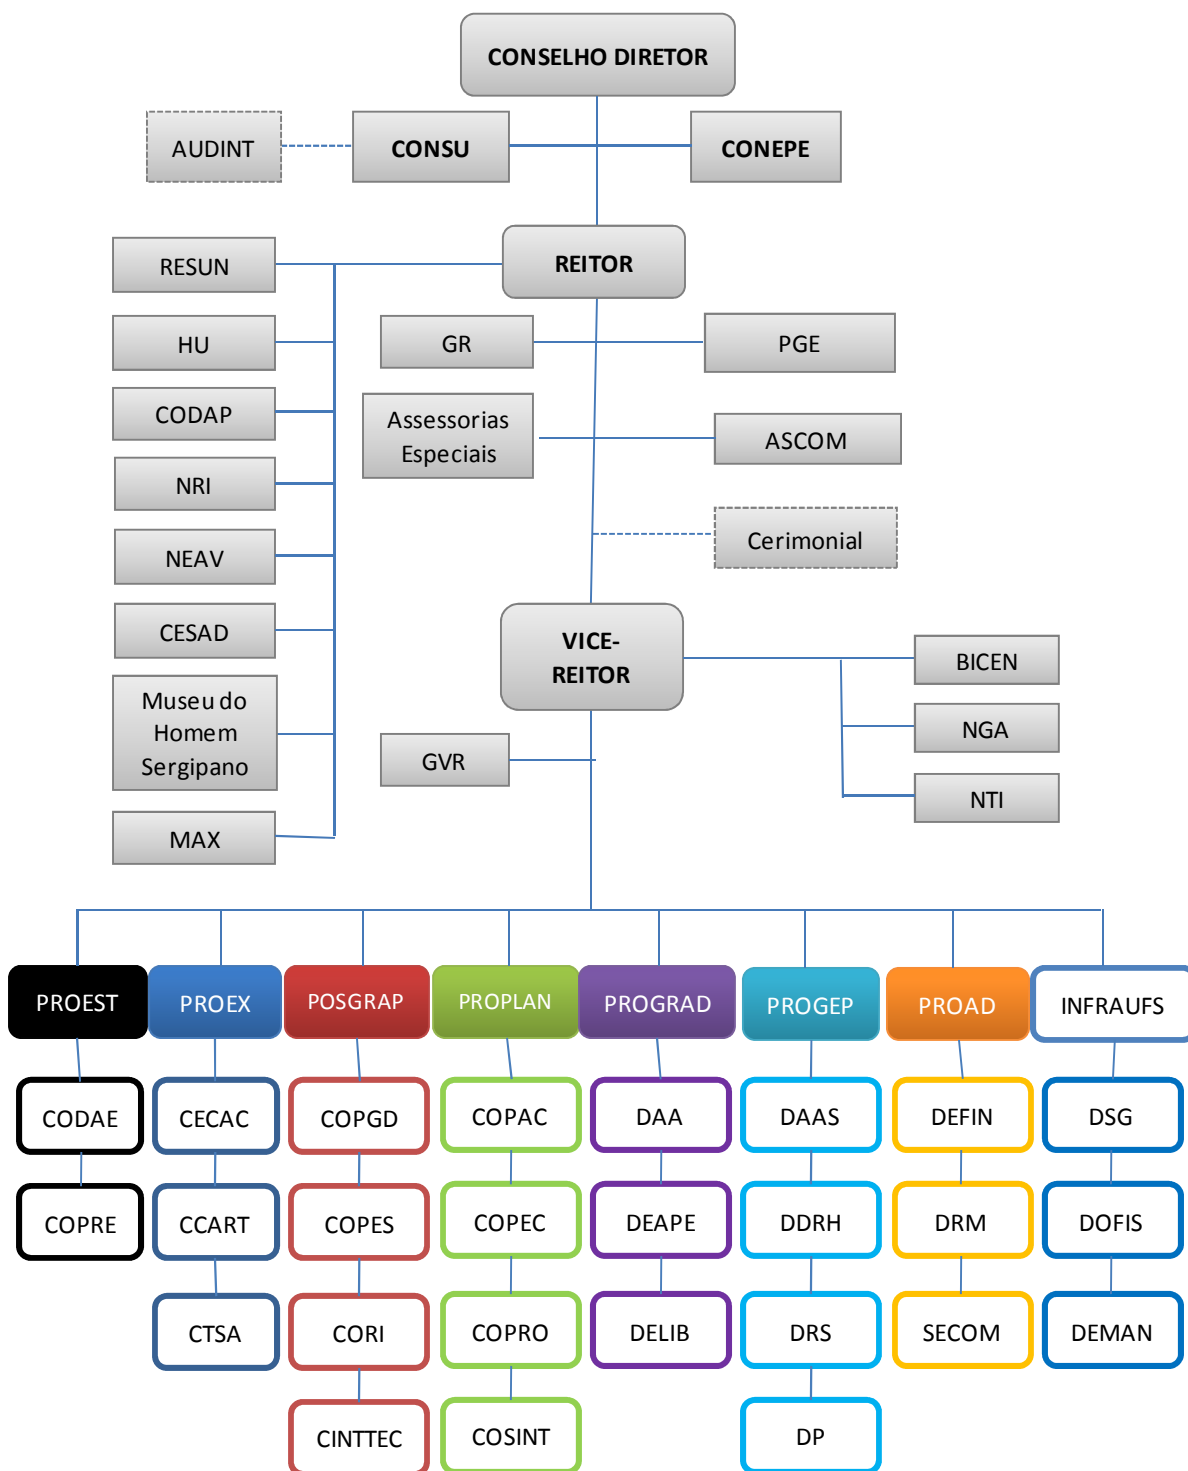 CONSELHO DIRETOR
AUDINT
CONSU
CONEPE
RESUN
REITOR
HU
GR
PGE
CODAP
Assessorias
Especiais
ASCOM
NRI
NEAV
Cerimonial
CESAD
VICE-
REITOR
BICEN
Museu do
Homem
Sergipano
NGA
GVR
NTI
MAX
PROEST
PROEX
POSGRAP
PROPLAN
PROGRAD
PROGEP
PROAD
INFRAUFS
CODAE
CECAC
COPGD
COPAC
DAA
DAAS
DEFIN
DSG
COPRE
CCART
COPES
COPEC
DEAPE
DDRH
DRM
DOFIS
CTSA
CORI
COPRO
DELIB
DRS
SECOM
DEMAN
CINTTEC
COSINT
DP